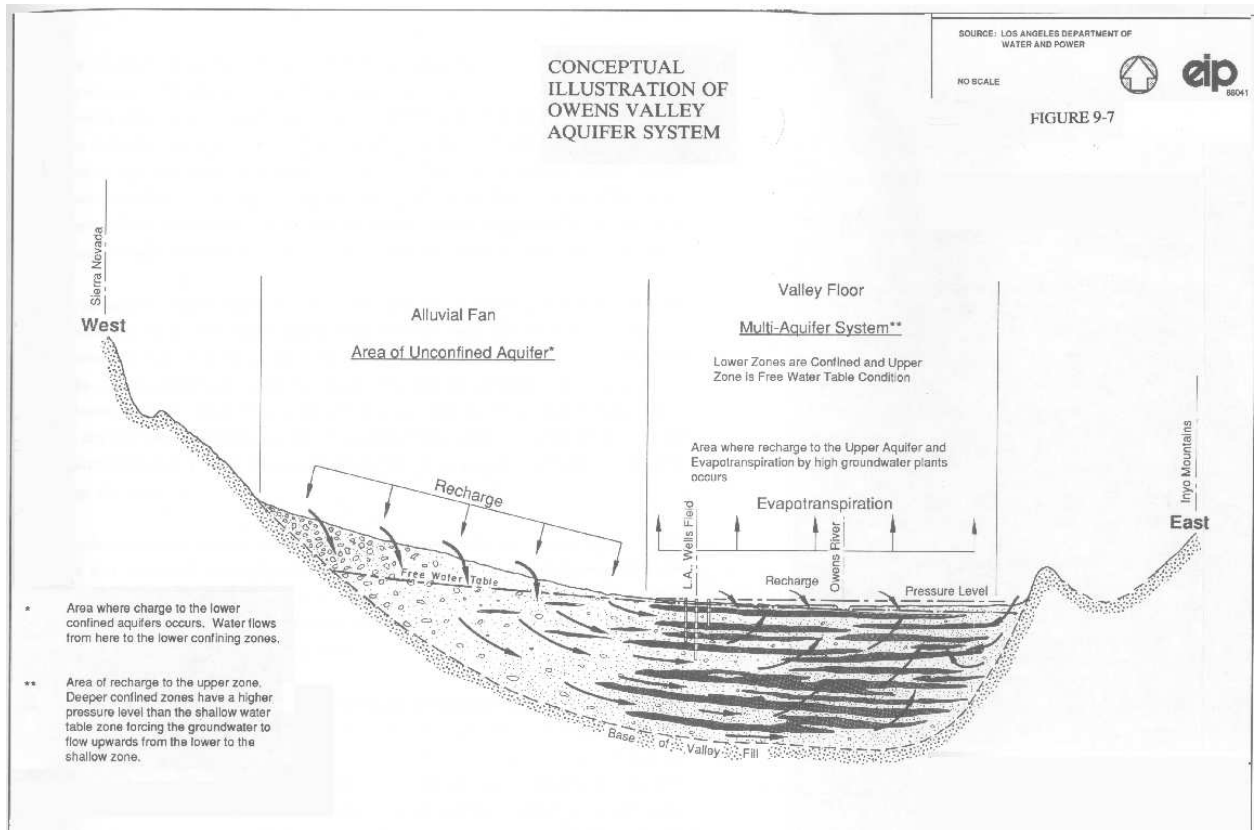 SOURCE: LOS ANGELES DEPARTMENT OF
WATER AND POWER
NO SCALE
eip
88041
FIGURE 9-7
CONCEPTUAL
ILLUSTRATION OF
OWENS VALLEY
AQUIFER SYSTEM
Sierra Nevada
West
Alluvial Fan
Area of Unconfined Aquifer*
Valley Floor
Multi-Aquifer System**
Lower Zones are Confined and Upper
Zone is Free Water Table Condition
Area where recharge to the Upper Aquifer and
Evapotranspiration by high groundwater plants
occurs
Inyo Mountains
East
Recharge
Evapotranspiration
L.A. Wells Field
Owens River
Free Water Table
Recharge
Pressure Level
Base of Valley Fill
* Area where charge to the lower
confined aquifers occurs. Water flows
from here to the lower confining zones.
** Area of recharge to the upper zone.
Deeper confined zones have a higher
pressure level than the shallow water
table zone forcing the groundwater to
flow upwards from the lower to the
shallow zone.